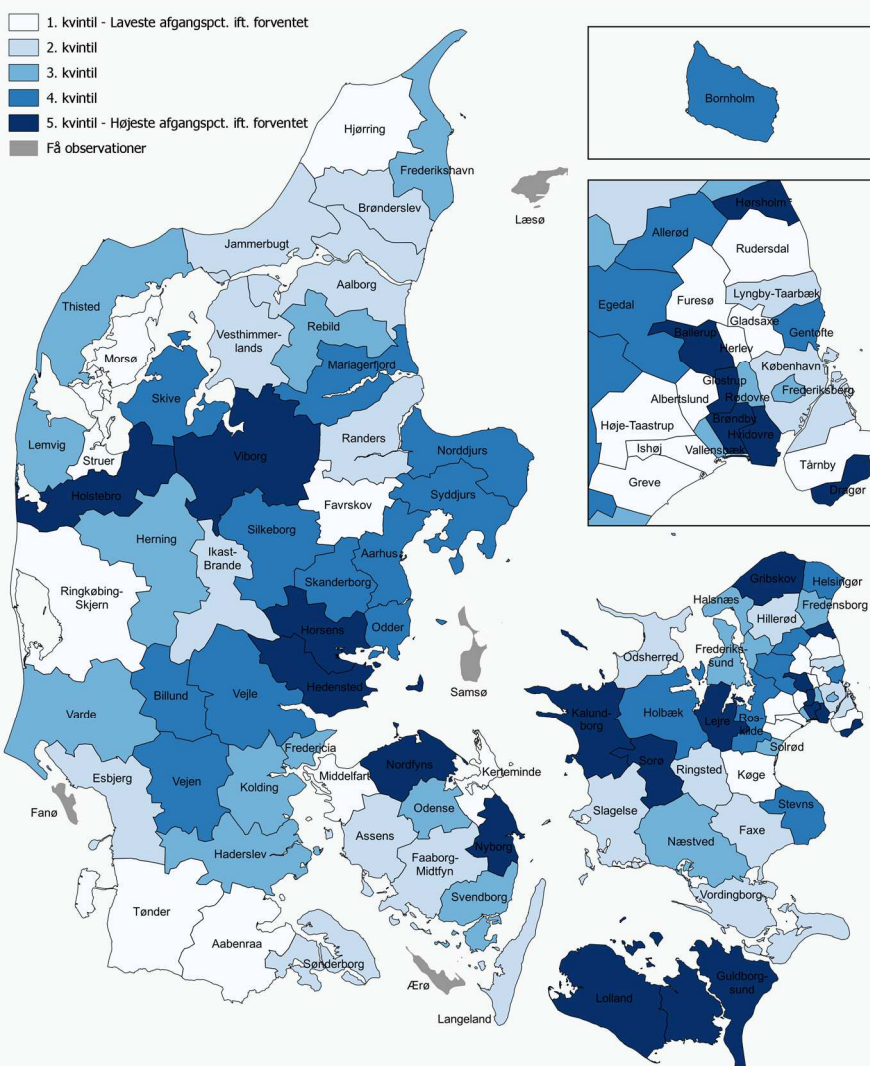 1. kvintil - Laveste afgangspct. ift. forventet
2. kvintil
3. kvintil
4. kvintil
5. kvintil - Højeste afgangspct. ift. forventet
Få observationer
Bornholm
Hjørring
Frederikshavn
Læsø
Brønderslev
Jammerbugt
Aalborg
Thisted
Vesthimmer-
lands
Rebild
Morsø
Mariagerfjord
Skive
Randers
Lemvig
Struer
Viborg
Norddjurs
Holstebro
Syddjurs
Favrskov
Herning
Silkeborg
Ikast-
Brande
Aarhus
Ringkøbing-
Skjern
Skanderborg
Horsens
Odder
Hedensted
Samsø
Billund
Vejle
Varde
Fredericia
Esbjerg
Vejen
Kolding
Middelfart
Nordfyns
Kerteminde
Fanø
Odense
Assens
Nyborg
Haderslev
Faaborg-
Midtfyn
Svendborg
Tønder
Aabenraa
Sønderborg
Ærø
Langeland
Hørsholm
Allerød
Rudersdal
Egedal
Furesø
Lyngby-Taarbæk
Gladsaxe
Ballerup
Gentofte
Herlev
København
Glostrup
Frederiksberg
Albertslund
Rødovre
Høje-Taastrup
Brøndby
Hvidovre
Ishøj
Vallensbæk
Tårnby
Greve
Dragør
Gribskov
Helsingør
Halsnæs
Fredensborg
Hillerød
Odsherred
Frederiks-
sund
Kalund-
borg
Holbæk
Lejre
Ros-
kilde
Solrød
Sorø
Ringsted
Køge
Slagelse
Stevns
Næstved
Faxe
Vordingborg
Guldborg-
sund
Lolland